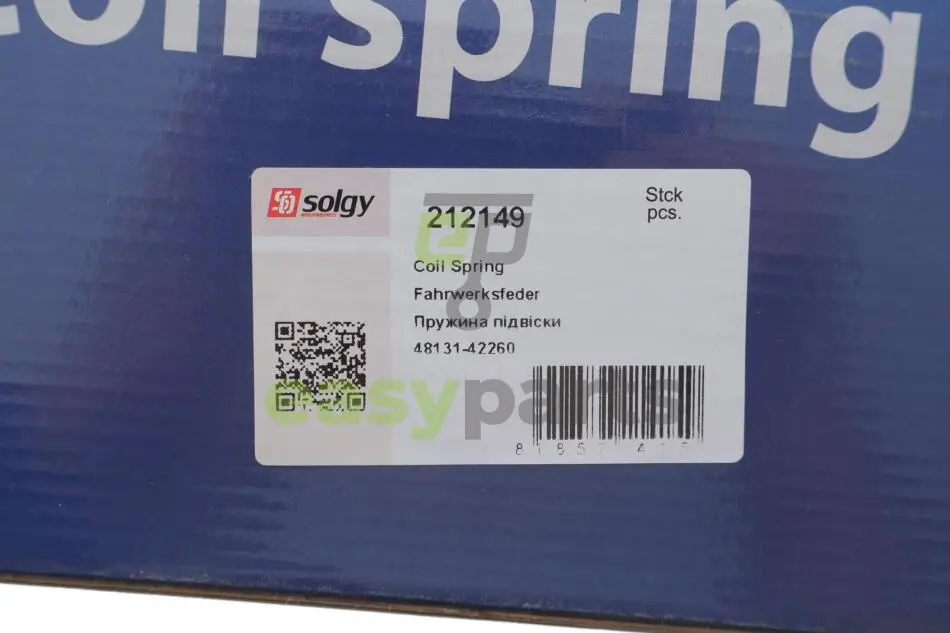 coil spring
solgy
212149
Stck
pcs.
Coil Spring
Fahrwerksfeder
Пружина підвіски
48131-42260
easyparts